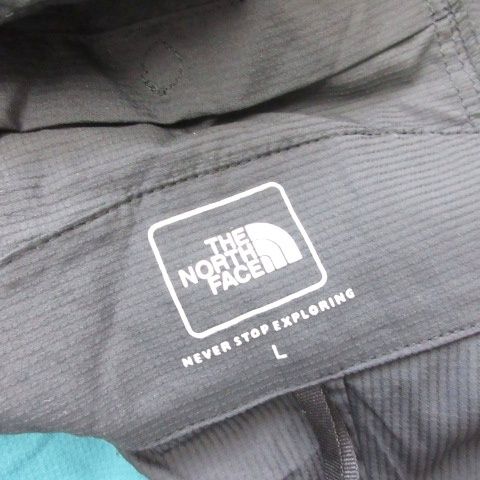 THE
NORTH
FACE
NEVER STOP EXPLORING
L